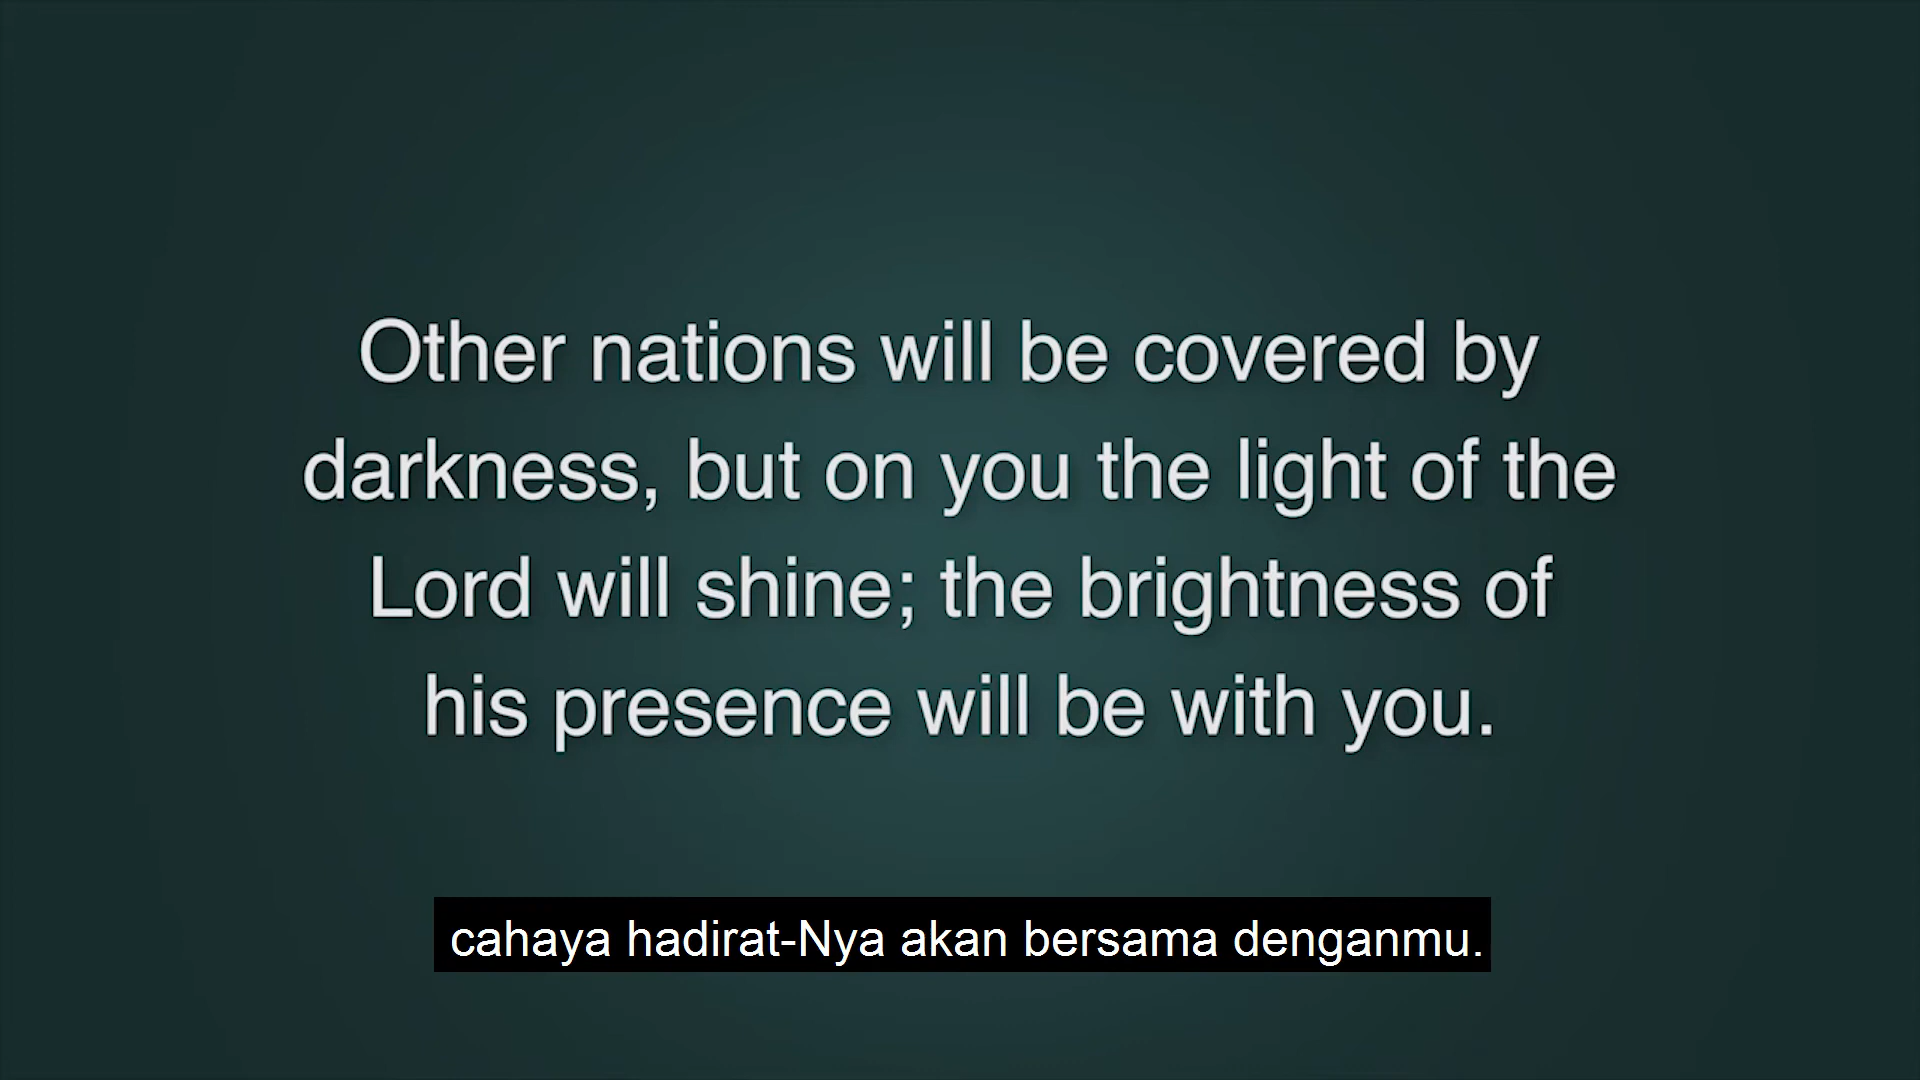 Other nations will be covered by
darkness, but on you the light of the
Lord will shine; the brightness of
his presence will be with you.
cahaya hadirat-Nya akan bersama denganmu.